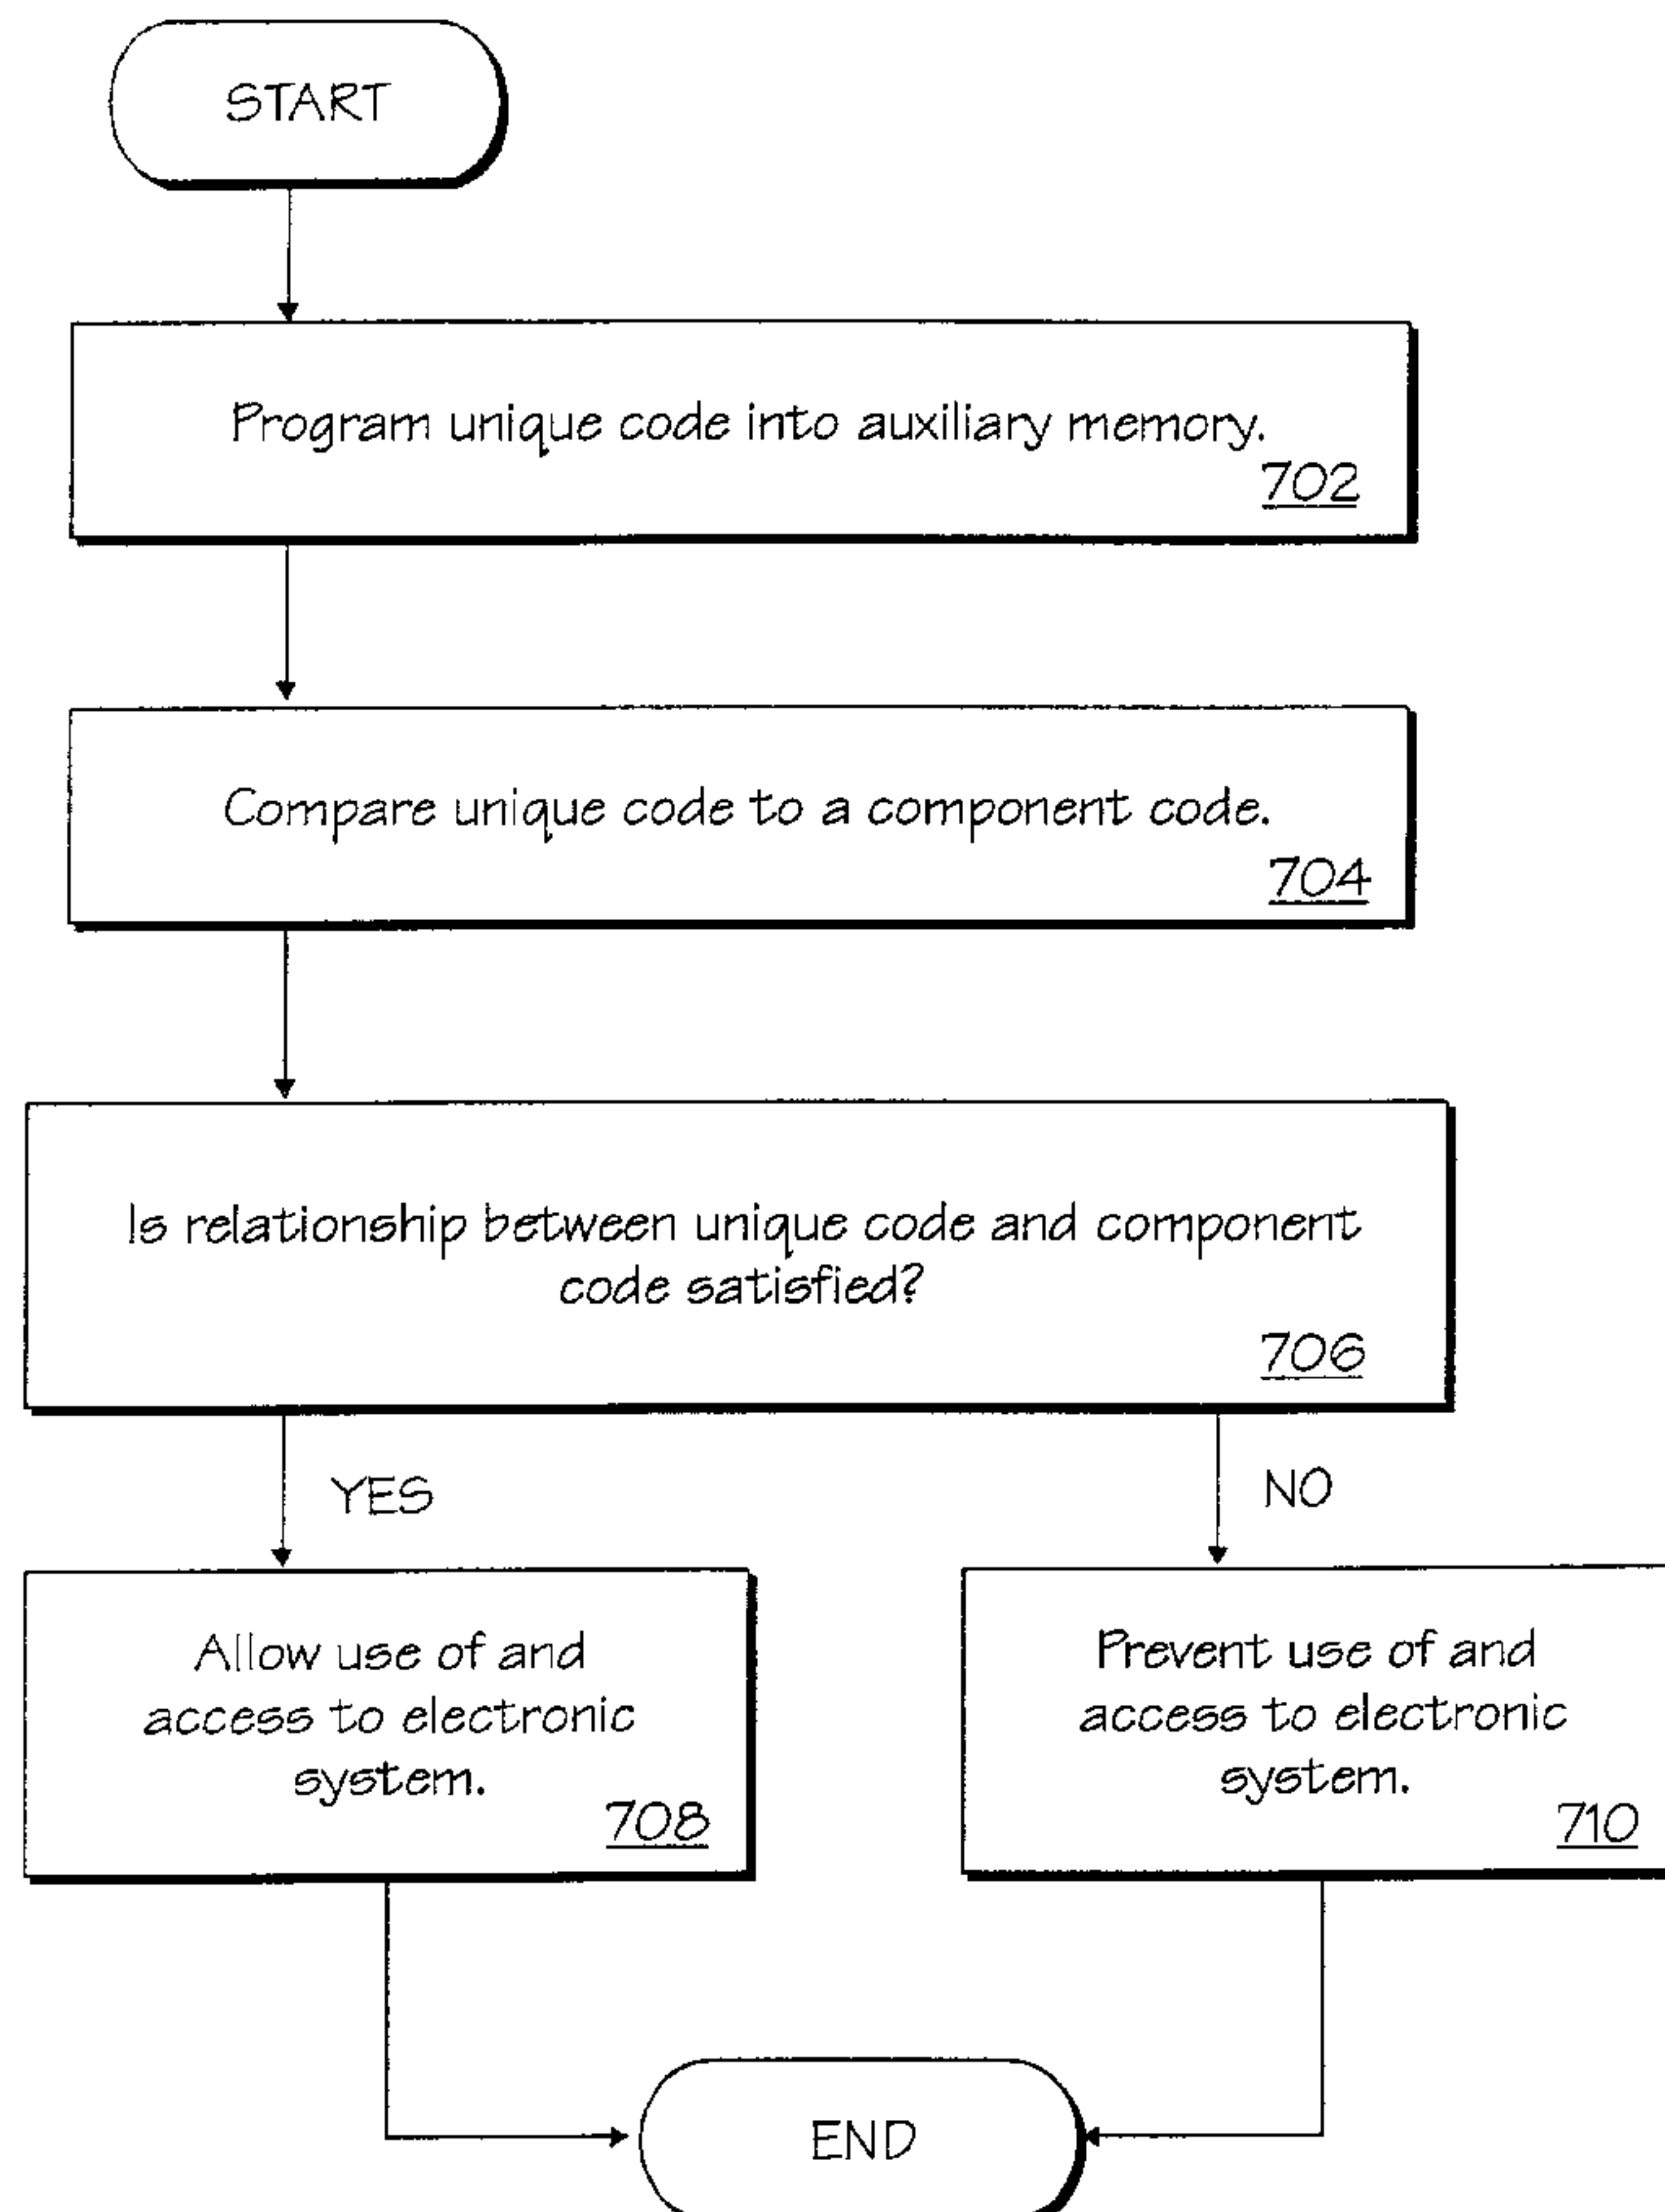 START
Program unique code into auxiliary memory.
702
Compare unique code to a component code.
704
Is relationship between unique code and component
code satisfied?
706
YES
NO
Allow use of and
access to electronic
system.
708
Prevent use of and
access to electronic
system.
710
END